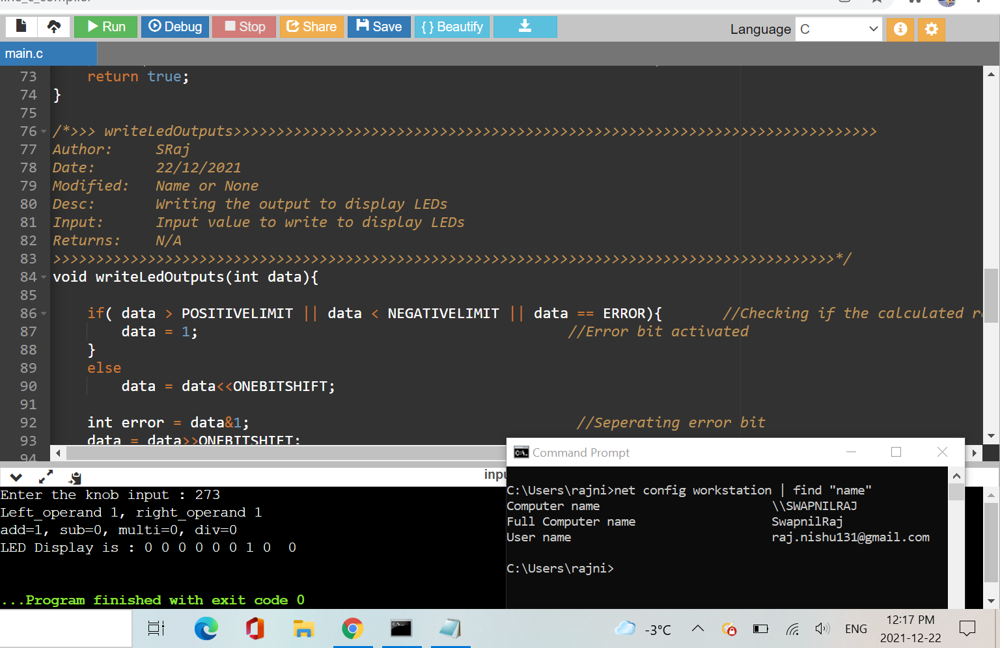 Run Debug Stop Share Save { } Beautify Language C
main.c
73 return true;
74 }
75
76 /*>>> writeLedOutputs>>>>>>>>>>>>>>>>>>>>>>>>>>>>>>>>>>>>>>>>>>>>>>>>>>>>>>>>>>>>>>>>>>>>>>>>>>>
77 Author: SRaj
78 Date: 22/12/2021
79 Modified: Name or None
80 Desc: Writing the output to display LEDs
81 Input: Input value to write to display LEDs
82 Returns: N/A
83 >>>>>>>>>>>>>>>>>>>>>>>>>>>>>>>>>>>>>>>>>>>>>>>>>>>>>>>>>>>>>>>>>>>>>>>>>>>>>>>>>>>>>>>>>>>*/
84 void writeLedOutputs(int data){
85
86 if( data > POSITIVELIMIT || data < NEGATIVELIMIT || data == ERROR){ //Checking if the calculated
87 data = 1; //Error bit activated
88 }
89 else
90 data = data<<ONEBITSHIFT;
91
92 int error = data&1; //Seperating error bit
93 data = data>>ONEBITSHIFT;
94
Enter the knob input : 273
Left_operand 1, right_operand 1
add=1, sub=0, multi=0, div=0
LED Display is : 0 0 0 0 0 0 1 0 0
...Program finished with exit code 0
Command Prompt
C:\Users\rajni>net config workstation | find "name"
Computer name \\SWAPNILRAJ
Full Computer name SwapnilRaj
User name raj.nishu131@gmail.com
C:\Users\rajni>
-3°C ENG 12:17 PM
2021-12-22